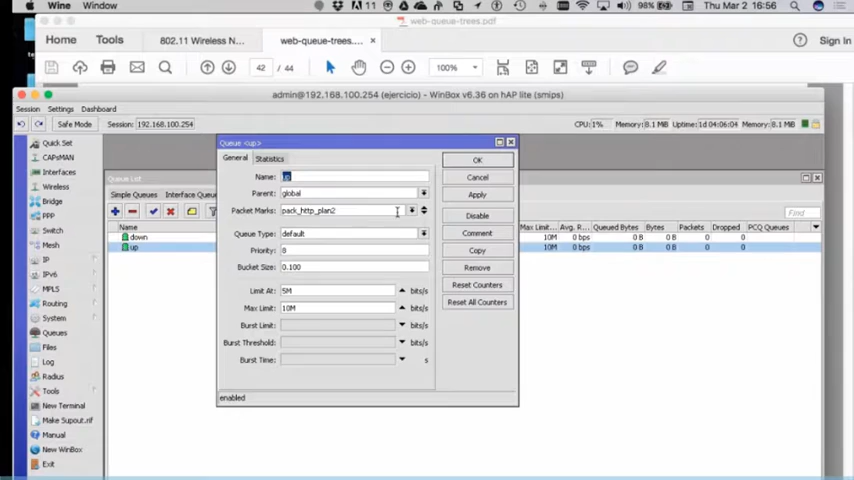 Wine Window 11 98% Thu Mar 2 16:56
web-queue-trees.pdf
Home Tools 802.11 Wireless N... web-queue-trees.... × Sign In
42 / 44 100%
admin@192.168.100.254 (ejercicio) - WinBox v6.36 on hAP lite (smips)
Session Settings Dashboard
Safe Mode Session: 192.168.100.254 CPU: 1% Memory: 8.1 MiB Uptime: 1d 04:06:04
Quick Set
CAPsMAN
Interfaces
Wireless
Bridge
PPP
Switch
Mesh
IP
IPv6
MPLS
Routing
System
Queues
Files
Log
Radius
Tools
New Terminal
Make Supout.rif
Manual
New WinBox
Exit
Queue List
Simple Queues Interface Queue
Find
Name Max Limit... Avg. R... Queued Bytes Bytes Packets Dropped PCQ Queues
down 10M 0 bps 0 B 0 B 0 0
up 10M 0 bps 0 B 0 B 0 0
Queue <up>
General Statistics
Name: up
Parent: global
Packet Marks: pack_http_plan2
Queue Type: default
Priority: 8
Bucket Size: 0.100
Limit At: 5M bits/s
Max Limit: 10M bits/s
Burst Limit: bits/s
Burst Threshold: bits/s
Burst Time: s
enabled
OK
Cancel
Apply
Disable
Comment
Copy
Remove
Reset Counters
Reset All Counters